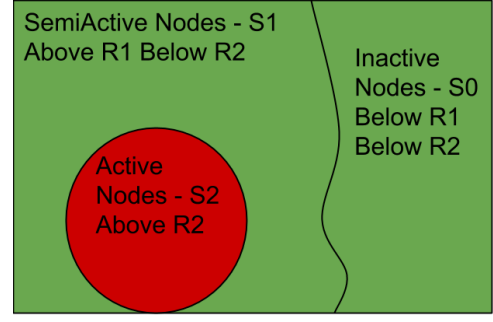 SemiActive Nodes - S1
Above R1 Below R2
Inactive
Nodes - S0
Below R1
Below R2
Active
Nodes - S2
Above R2